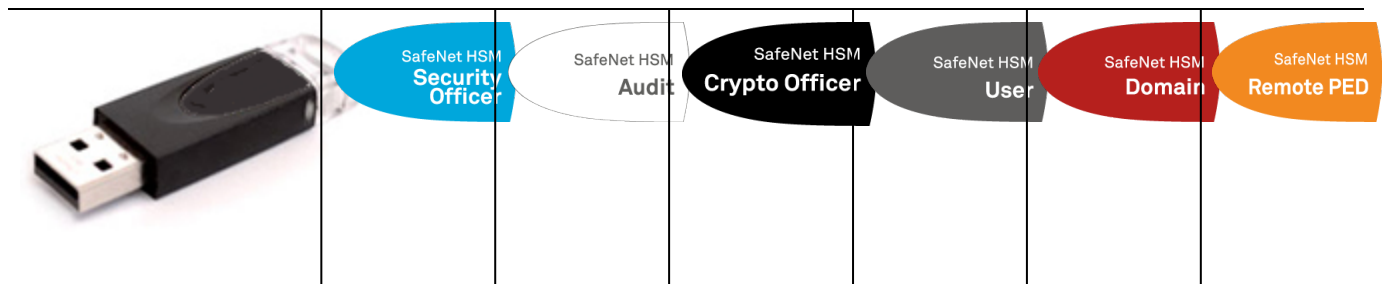 SafeNet HSM
Security
Officer
SafeNet HSM
Audit
SafeNet HSM
Crypto Officer
SafeNet HSM
User
SafeNet HSM
Domain
SafeNet HSM
Remote PED